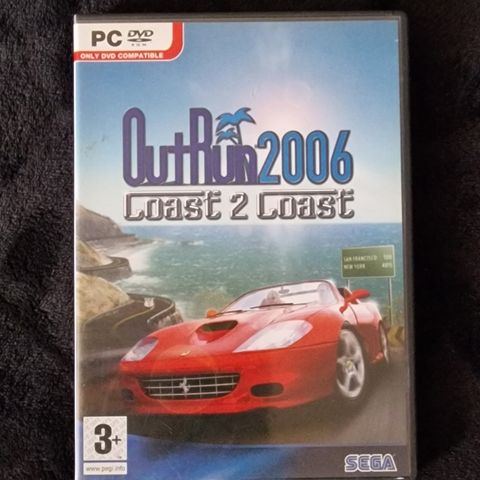 PC DVD
ROM
ONLY DVD COMPATIBLE
OutRun2006
Coast 2 Coast
SAN FRANCISCO
NEW YORK
3+
www.pegi.info
SEGA